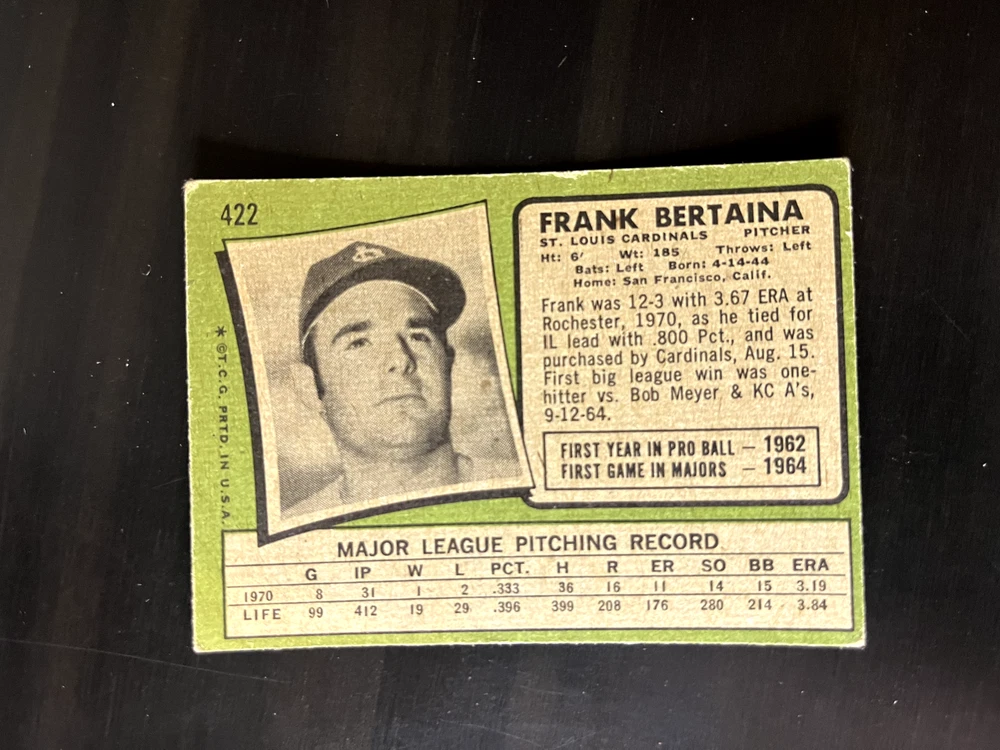 422
* ©T.C.G. PRTD. IN U.S.A.
FRANK BERTAINA
ST. LOUIS CARDINALS PITCHER
Ht: 6' Wt: 185 Throws: Left
Bats: Left Born: 4-14-44
Home: San Francisco, Calif.
Frank was 12-3 with 3.67 ERA at
Rochester, 1970, as he tied for
IL lead with .800 Pct., and was
purchased by Cardinals, Aug. 15.
First big league win was one-
hitter vs. Bob Meyer & KC A's,
9-12-64.
FIRST YEAR IN PRO BALL — 1962
FIRST GAME IN MAJORS — 1964
MAJOR LEAGUE PITCHING RECORD
G IP W L PCT. H R ER SO BB ERA
1970 8 31 1 2 .333 36 16 11 14 15 3.19
LIFE 99 412 19 29 .396 399 208 176 280 214 3.84